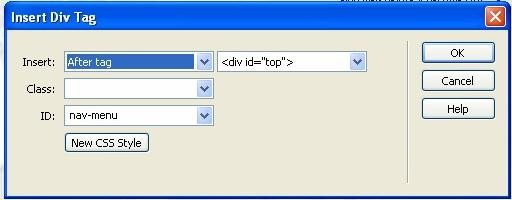 Insert Div Tag
Insert: After tag <div id="top"> OK
Class: Cancel
ID: nav-menu Help
New CSS Style